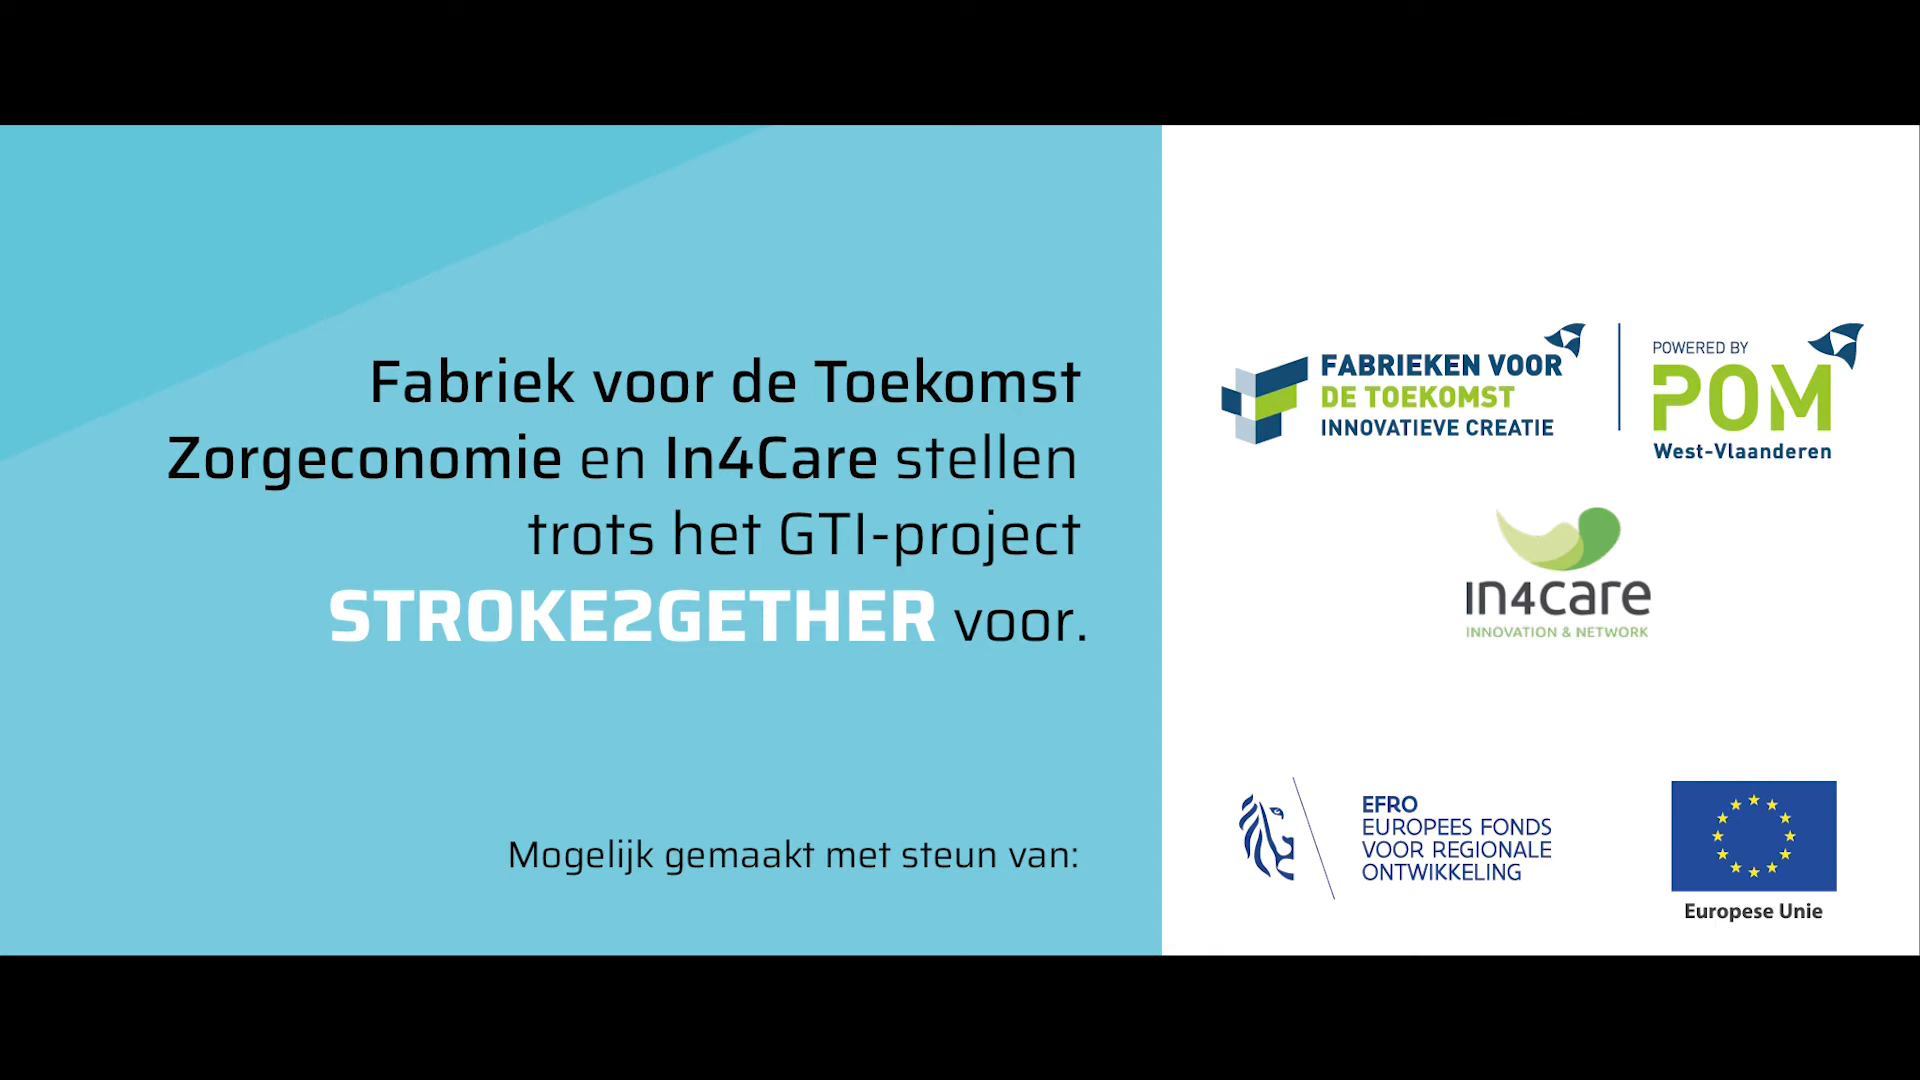 Fabriek voor de Toekomst
Zorgeconomie en In4Care stellen
trots het GTI-project
STROKE2GETHER voor.
Mogelijk gemaakt met steun van:
FABRIEKEN VOOR
DE TOEKOMST
INNOVATIEVE CREATIE
POWERED BY
POM
West-Vlaanderen
in4care
INNOVATION & NETWORK
EFRO
EUROPEES FONDS
VOOR REGIONALE
ONTWIKKELING
Europese Unie